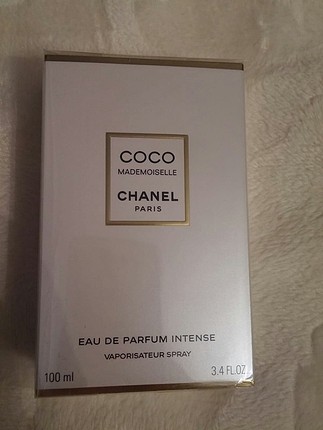 COCO
MADEMOISELLE
CHANEL
PARIS
EAU DE PARFUM INTENSE
VAPORISATEUR SPRAY
100 ml 3.4 FL.OZ.